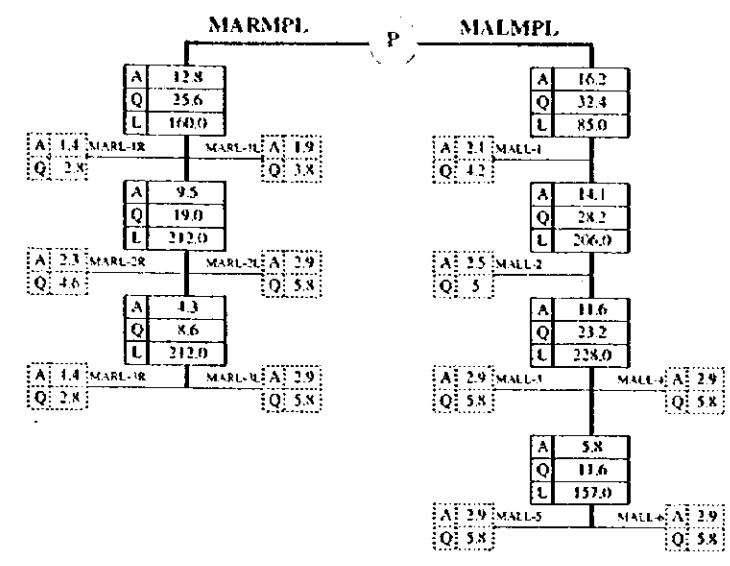 MARMPL
P
MALMPL
A 12.8
Q 25.6
L 160.0
A 16.2
Q 32.4
L 85.0
A 1.4 MARL-1R
Q 2.8
MARL-1L A 1.9
Q 3.8
A 2.1 MALL-1
Q 4.2
A 9.5
Q 19.0
L 212.0
A 14.1
Q 28.2
L 206.0
A 2.3 MARL-2R
Q 4.6
MARL-2L A 2.9
Q 5.8
A 2.5 MALL-2
Q 5
A 4.3
Q 8.6
L 212.0
A 11.6
Q 23.2
L 228.0
A 1.4 MARL-3R
Q 2.8
MARL-3L A 2.9
Q 5.8
A 2.9 MALL-3
Q 5.8
MALL-4 A 2.9
Q 5.8
A 5.8
Q 11.6
L 157.0
A 2.9 MALL-5
Q 5.8
MALL-6 A 2.9
Q 5.8